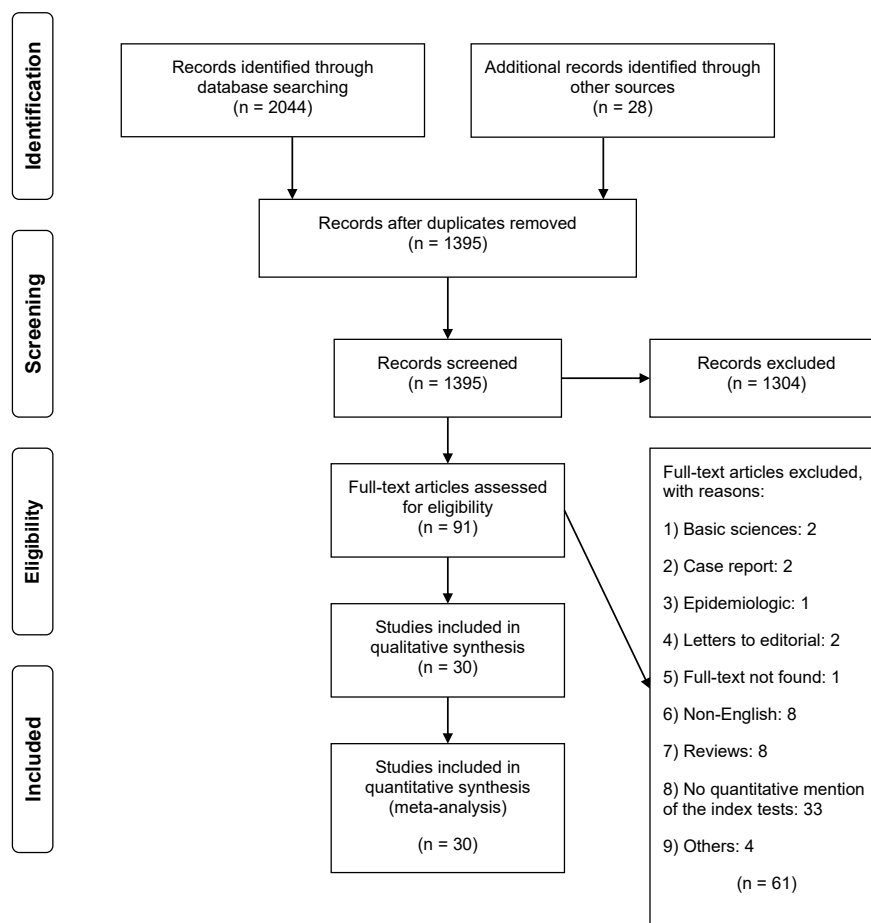 Identification
Records identified through
database searching
(n = 2044)
Additional records identified through
other sources
(n = 28)
Records after duplicates removed
(n = 1395)
Screening
Records screened
(n = 1395)
Records excluded
(n = 1304)
Eligibility
Full-text articles assessed
for eligibility
(n = 91)
Full-text articles excluded,
with reasons:
1) Basic sciences: 2
2) Case report: 2
3) Epidemiologic: 1
4) Letters to editorial: 2
5) Full-text not found: 1
6) Non-English: 8
7) Reviews: 8
8) No quantitative mention
of the index tests: 33
9) Others: 4
(n = 61)
Studies included in
qualitative synthesis
(n = 30)
Included
Studies included in
quantitative synthesis
(meta-analysis)
(n = 30)